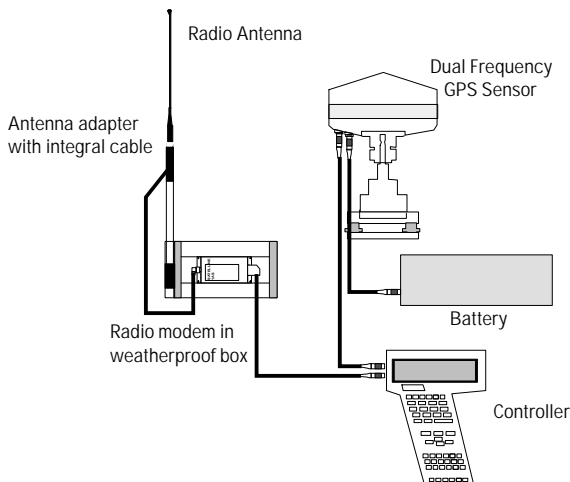 Radio Antenna
Dual Frequency
GPS Sensor
Antenna adapter
with integral cable
Battery
Radio modem in
weatherproof box
Controller